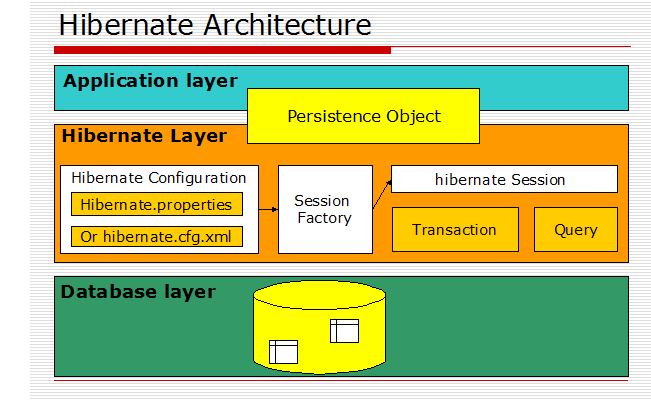 Hibernate Architecture
Application layer
Persistence Object
Hibernate Layer
Hibernate Configuration
Hibernate.properties
Or hibernate.cfg.xml
Session
Factory
hibernate Session
Transaction
Query
Database layer